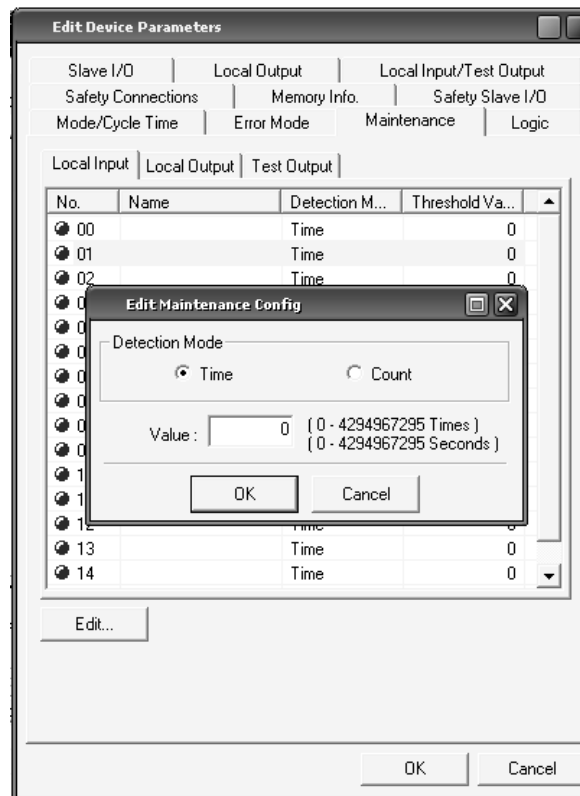 Edit Device Parameters
Slave I/O Local Output Local Input/Test Output
Safety Connections Memory Info. Safety Slave I/O
Mode/Cycle Time Error Mode Maintenance Logic
Local Input Local Output Test Output
No. Name Detection M... Threshold Va...
00 Time 0
01 Time 0
02 Time 0
Edit Maintenance Config
Detection Mode
Time Count
Value : 0 ( 0 - 4294967295 Times )
( 0 - 4294967295 Seconds )
OK Cancel
12 Time 0
13 Time 0
14 Time 0
Edit...
OK Cancel